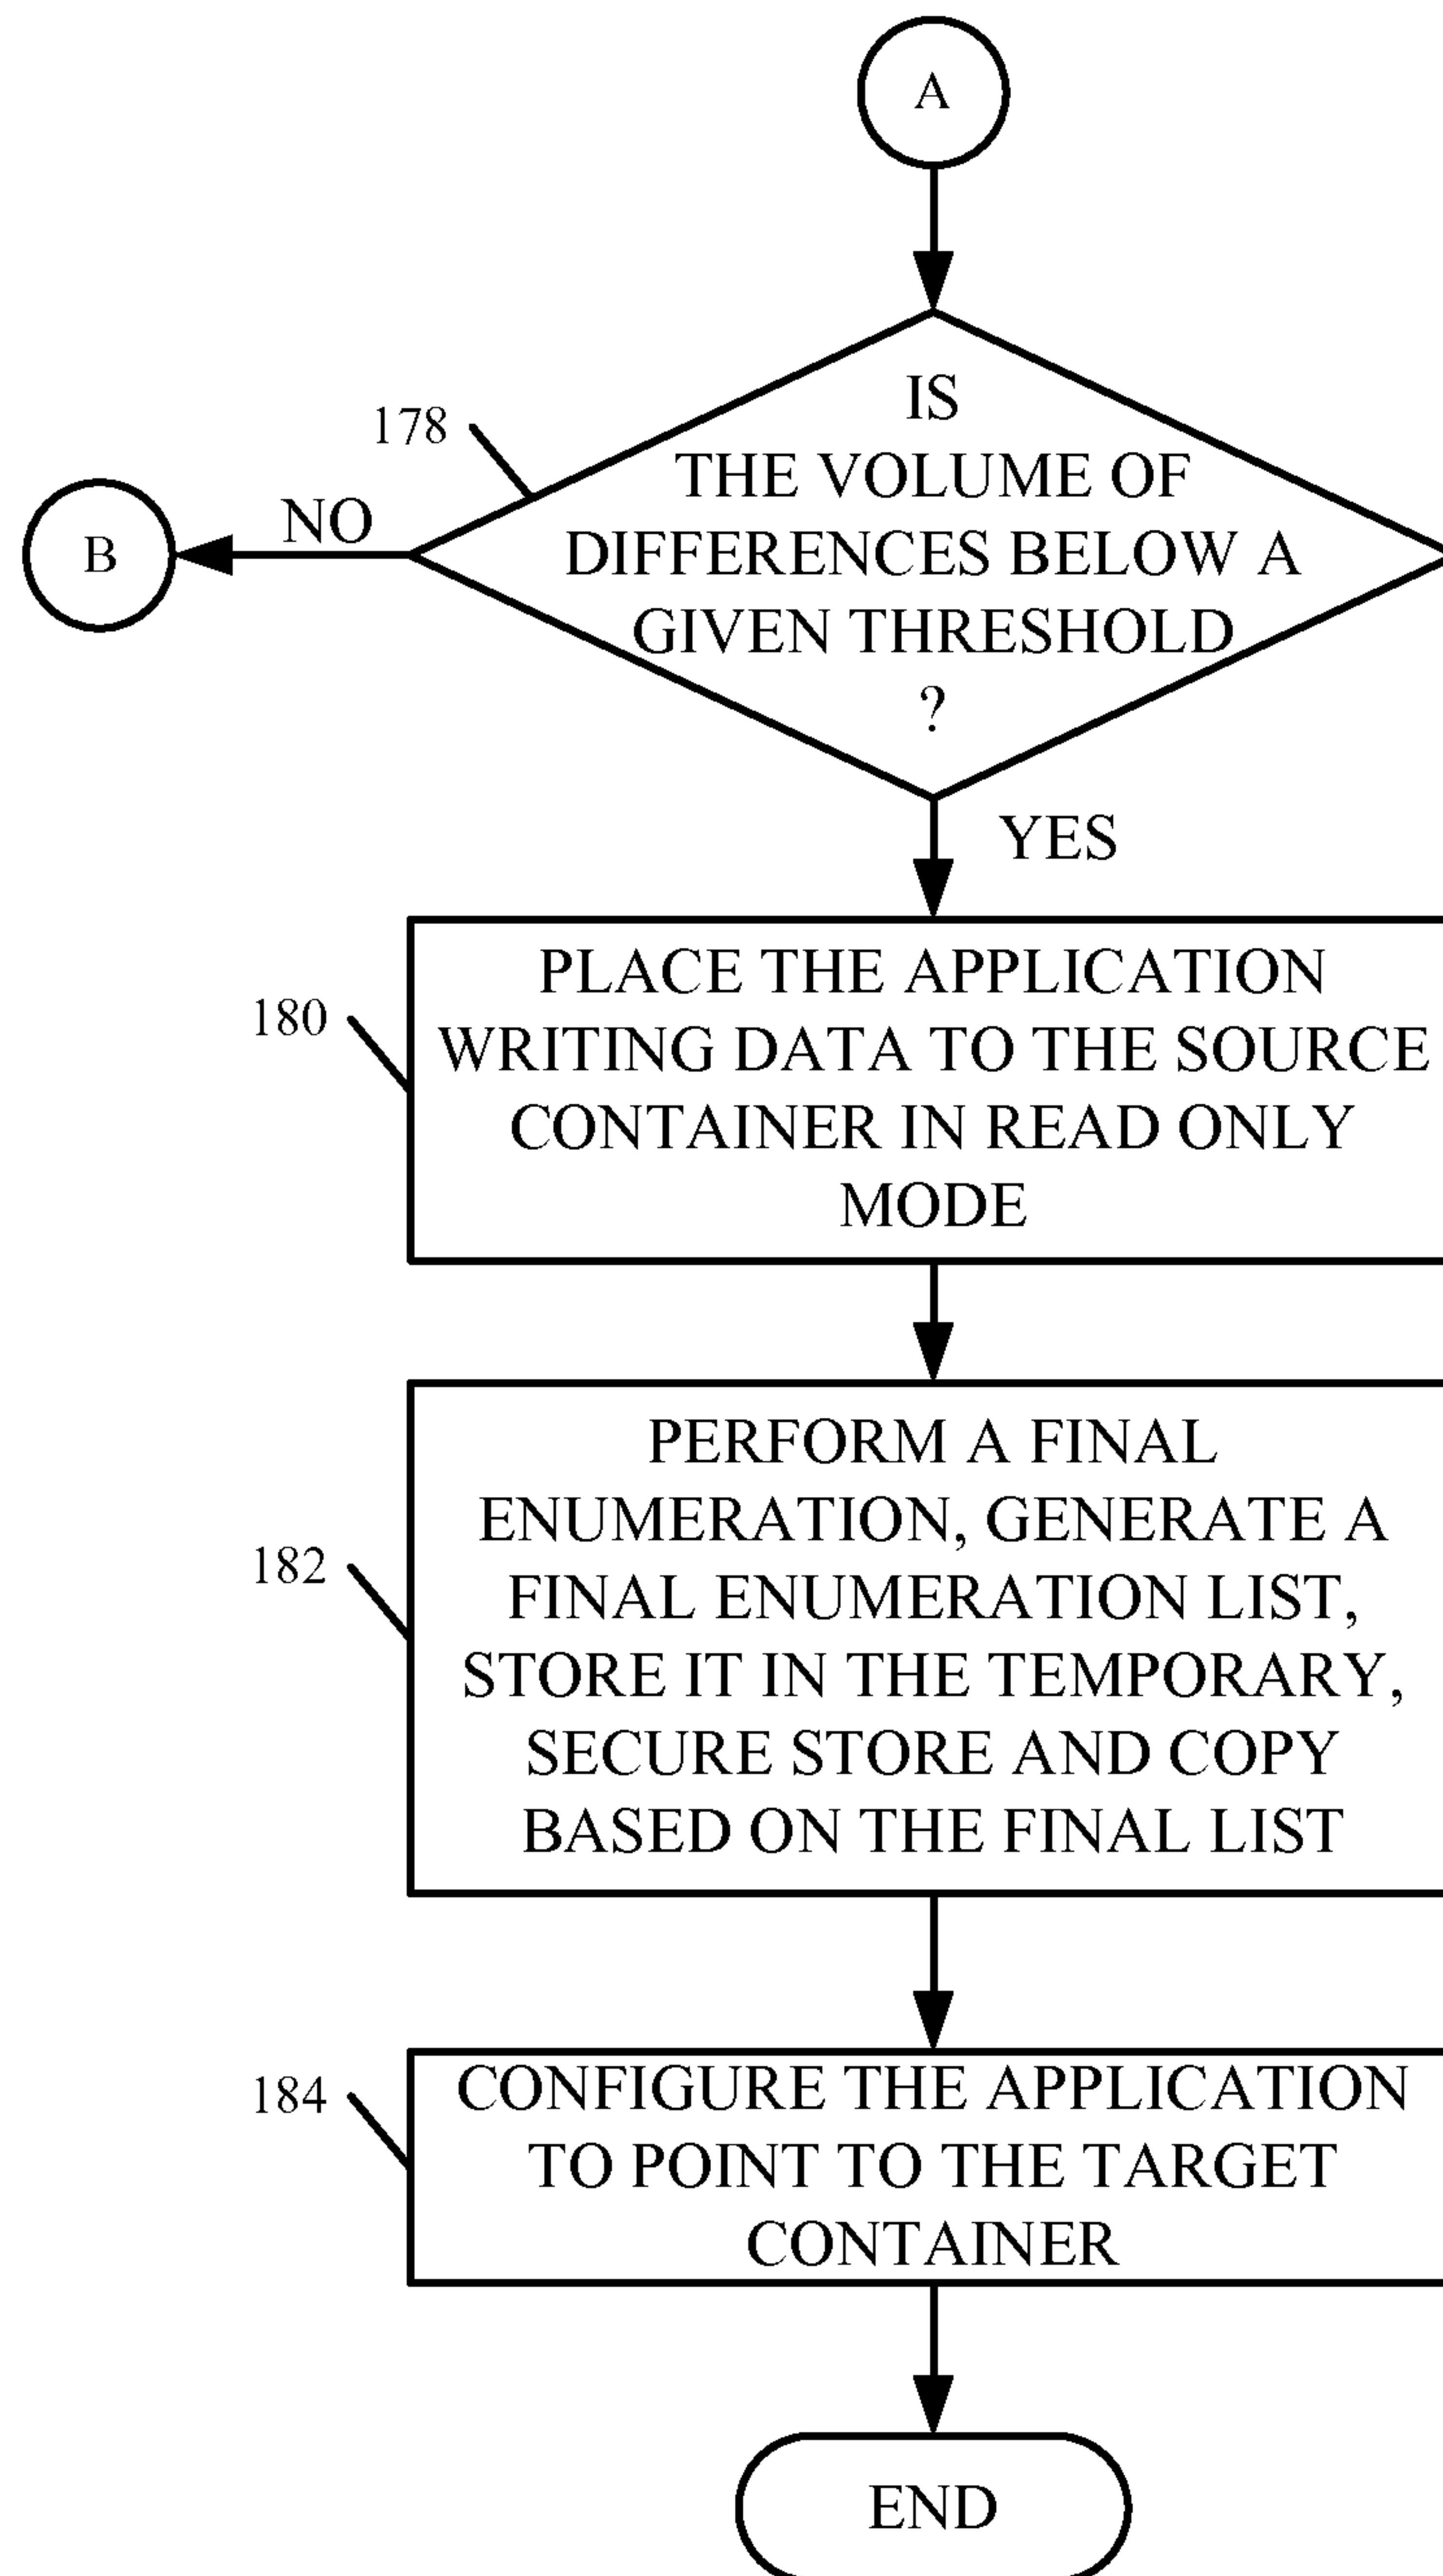 A
IS
178
THE VOLUME OF
DIFFERENCES BELOW A
NO
B
GIVEN THRESHOLD
?
YES
PLACE THE APPLICATION
180
WRITING DATA TO THE SOURCE
CONTAINER IN READ ONLY
MODE
PERFORM A FINAL
ENUMERATION, GENERATE A
182
FINAL ENUMERATION LIST,
STORE IT IN THE TEMPORARY,
SECURE STORE AND COPY
BASED ON THE FINAL LIST
184
CONFIGURE THE APPLICATION
TO POINT TO THE TARGET
CONTAINER
END